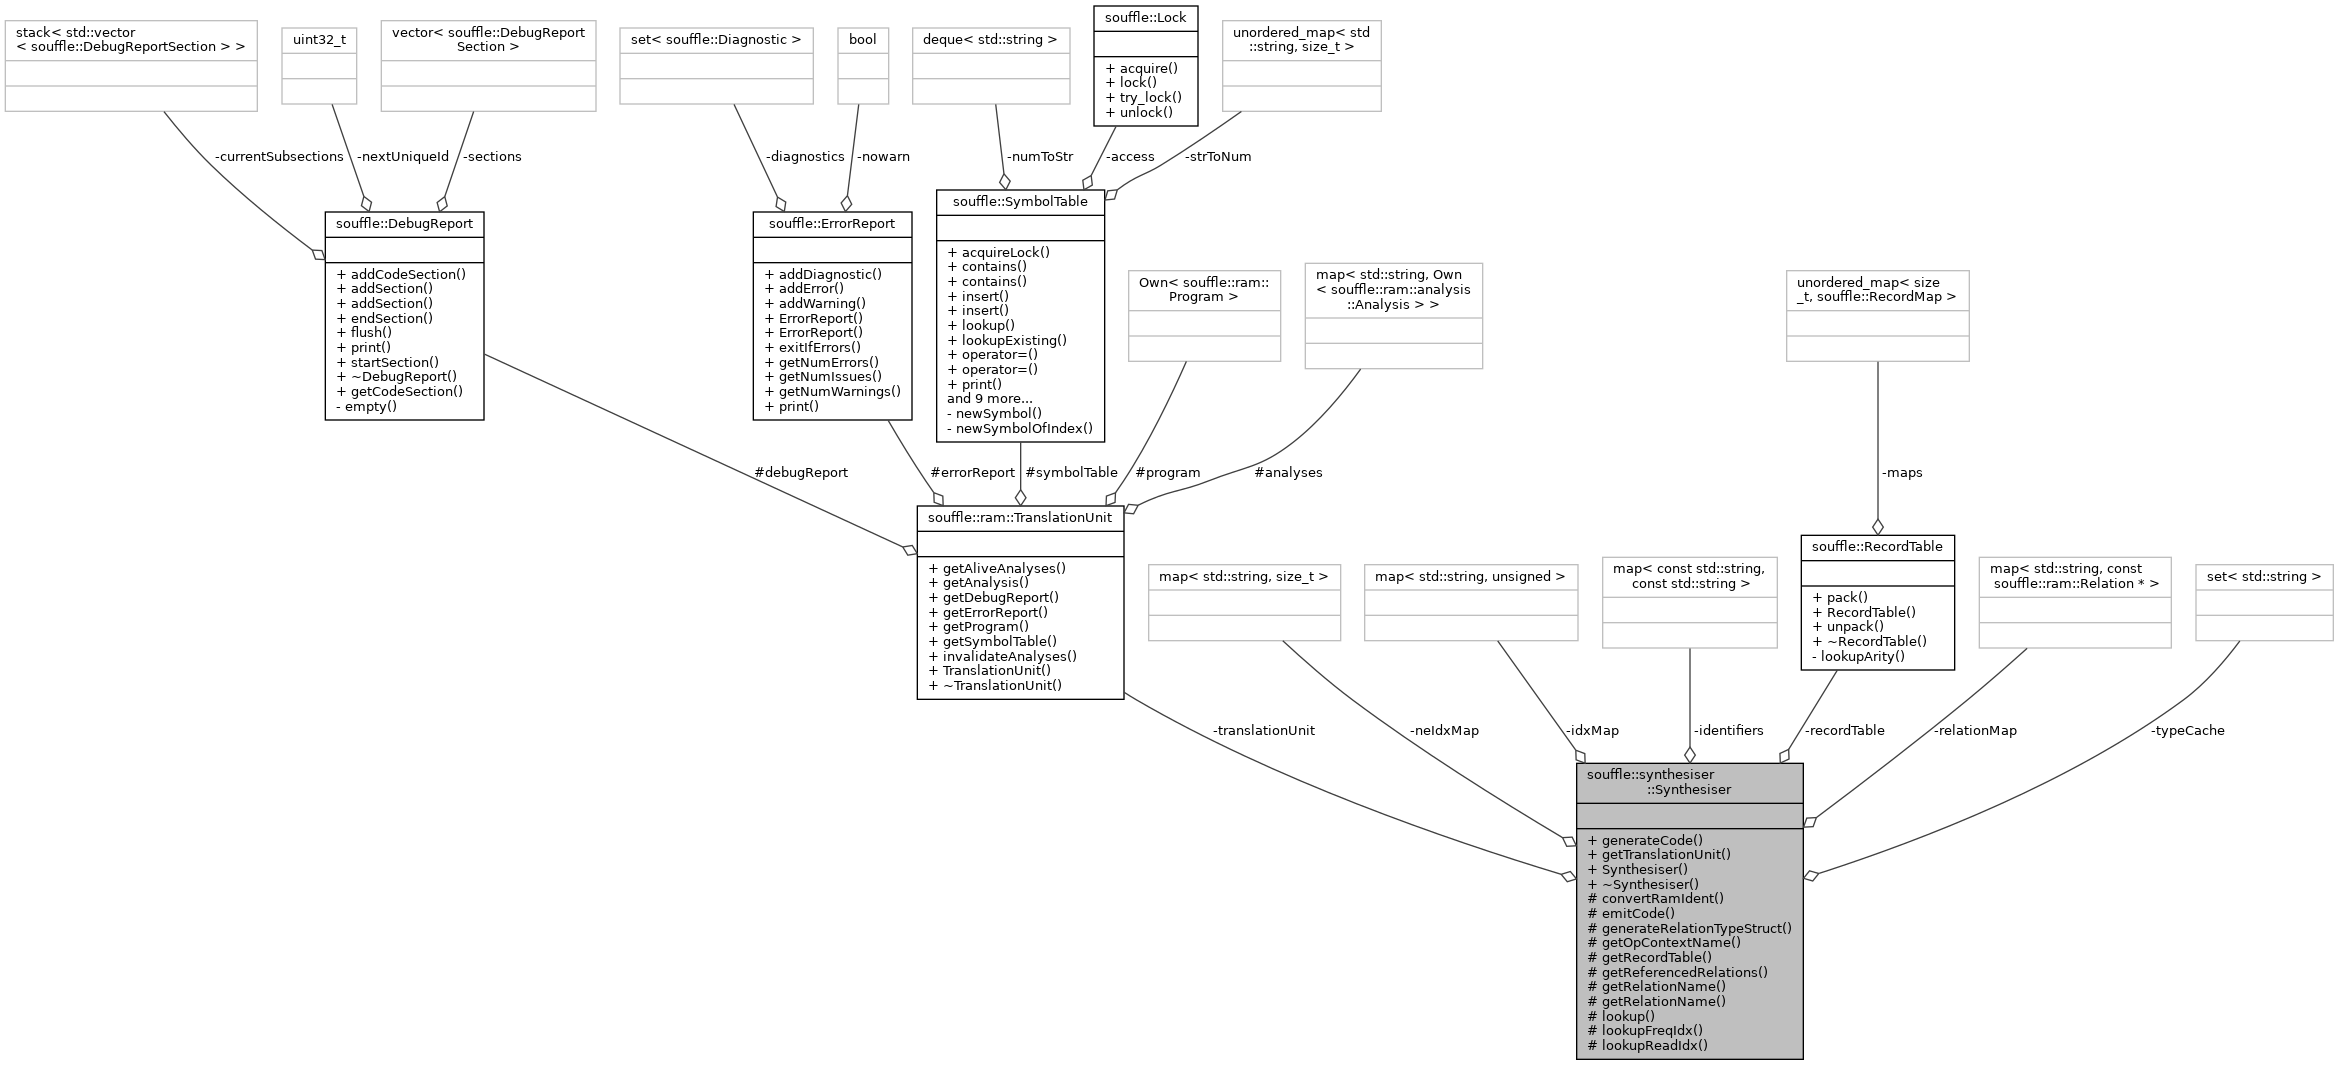 stack< std::vector
< souffle::DebugReportSection > >
uint32_t
vector< souffle::DebugReport
Section >
set< souffle::Diagnostic >
bool
deque< std::string >
souffle::Lock
+ acquire()
+ lock()
+ try_lock()
+ unlock()
unordered_map< std
::string, size_t >
-currentSubsections
-nextUniqueId
-sections
-diagnostics
-nowarn
-numToStr
-access
-strToNum
souffle::DebugReport
+ addCodeSection()
+ addSection()
+ addSection()
+ endSection()
+ flush()
+ print()
+ startSection()
+ ~DebugReport()
+ getCodeSection()
- empty()
souffle::ErrorReport
+ addDiagnostic()
+ addError()
+ addWarning()
+ ErrorReport()
+ ErrorReport()
+ exitIfErrors()
+ getNumErrors()
+ getNumIssues()
+ getNumWarnings()
+ print()
souffle::SymbolTable
+ acquireLock()
+ contains()
+ contains()
+ insert()
+ insert()
+ lookup()
+ lookupExisting()
+ operator=()
+ operator=()
+ print()
and 9 more...
- newSymbol()
- newSymbolOfIndex()
Own< souffle::ram::
Program >
map< std::string, Own
< souffle::ram::analysis
::Analysis > >
unordered_map< size
_t, souffle::RecordMap >
#debugReport
#errorReport
#symbolTable
#program
#analyses
-maps
souffle::ram::TranslationUnit
+ getAliveAnalyses()
+ getAnalysis()
+ getDebugReport()
+ getErrorReport()
+ getProgram()
+ getSymbolTable()
+ invalidateAnalyses()
+ TranslationUnit()
+ ~TranslationUnit()
map< std::string, size_t >
map< std::string, unsigned >
map< const std::string,
const std::string >
souffle::RecordTable
+ pack()
+ RecordTable()
+ unpack()
+ ~RecordTable()
- lookupArity()
map< std::string, const
souffle::ram::Relation * >
set< std::string >
-translationUnit
-neIdxMap
-idxMap
-identifiers
-recordTable
-relationMap
-typeCache
souffle::synthesiser
::Synthesiser
+ generateCode()
+ getTranslationUnit()
+ Synthesiser()
+ ~Synthesiser()
# convertRamIdent()
# emitCode()
# generateRelationTypeStruct()
# getOpContextName()
# getRecordTable()
# getReferencedRelations()
# getRelationName()
# getRelationName()
# lookup()
# lookupFreqIdx()
# lookupReadIdx()